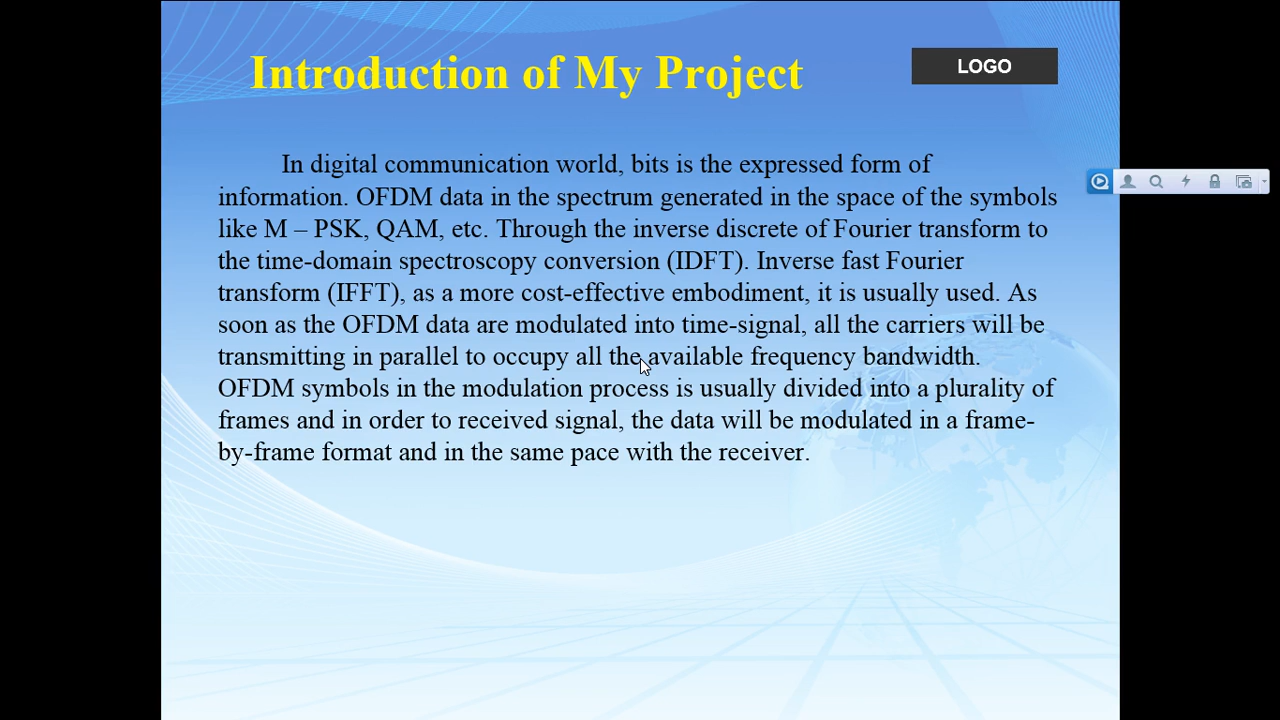 Introduction of My Project
LOGO
In digital communication world, bits is the expressed form of
information. OFDM data in the spectrum generated in the space of the symbols
like M – PSK, QAM, etc. Through the inverse discrete of Fourier transform to
the time-domain spectroscopy conversion (IDFT). Inverse fast Fourier
transform (IFFT), as a more cost-effective embodiment, it is usually used. As
soon as the OFDM data are modulated into time-signal, all the carriers will be
transmitting in parallel to occupy all the available frequency bandwidth.
OFDM symbols in the modulation process is usually divided into a plurality of
frames and in order to received signal, the data will be modulated in a frame-
by-frame format and in the same pace with the receiver.